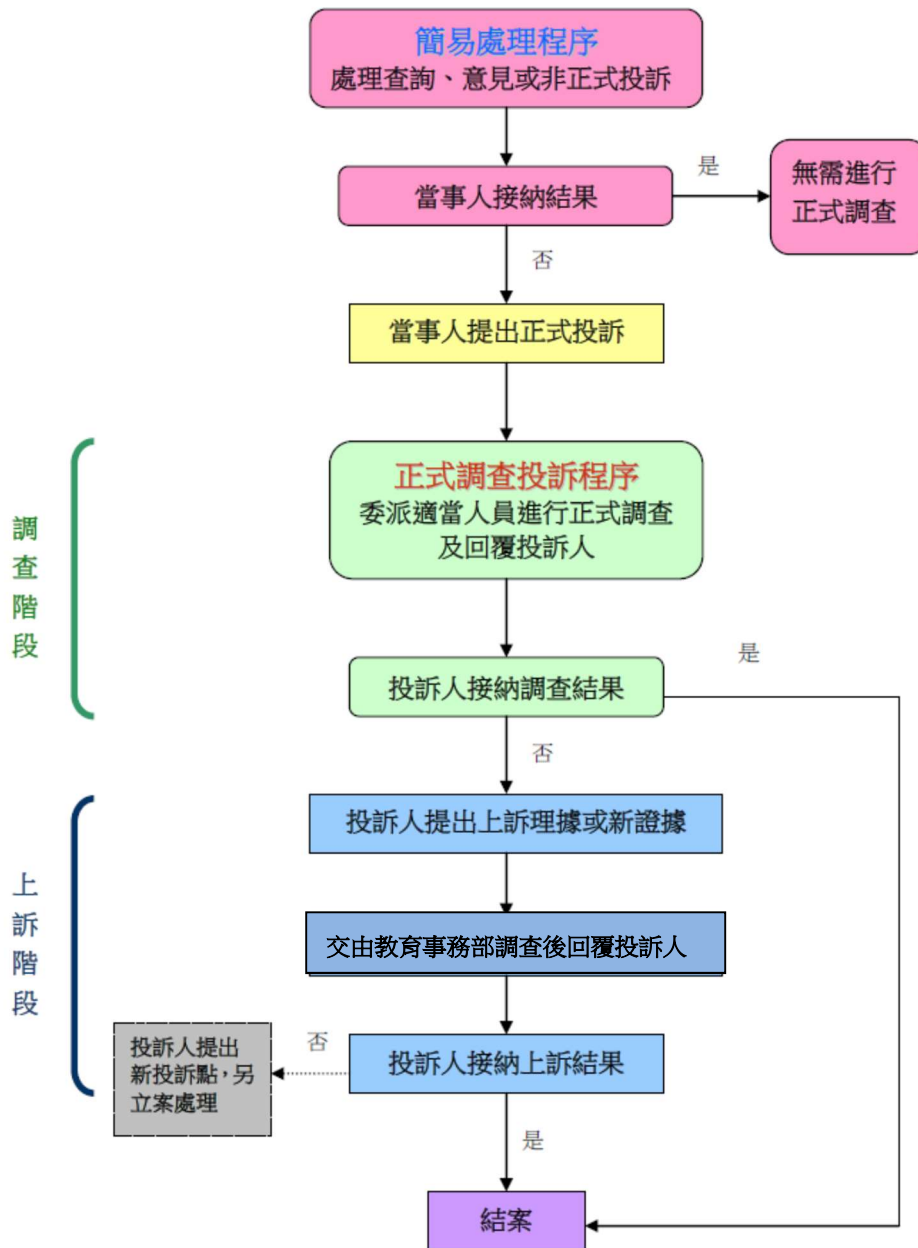 簡易處理程序
處理查詢、意見或非正式投訴
當事人接納結果
是
無需進行
正式調查
否
當事人提出正式投訴
調查階段
正式調查投訴程序
委派適當人員進行正式調查
及回覆投訴人
投訴人接納調查結果
是
否
上訴階段
投訴人提出上訴理據或新證據
交由教育事務部調查後回覆投訴人
投訴人接納上訴結果
否
投訴人提出
新投訴點，另
立案處理
是
結案